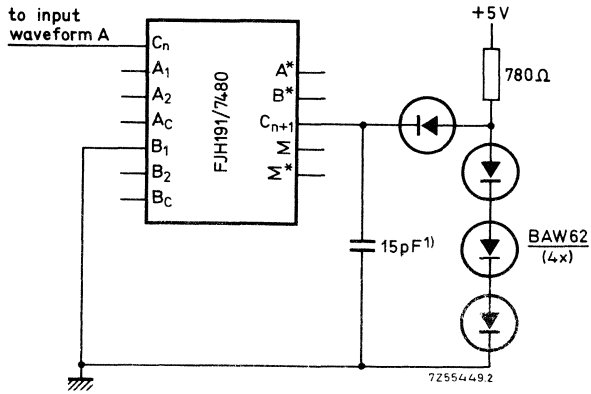 to input
waveform A
Cn
A1
A2
AC
B1
B2
BC
FJH191/7480
A*
B*
Cn+1
M
M*
+5V
780Ω
15pF1)
BAW62
(4x)
7Z55449.2